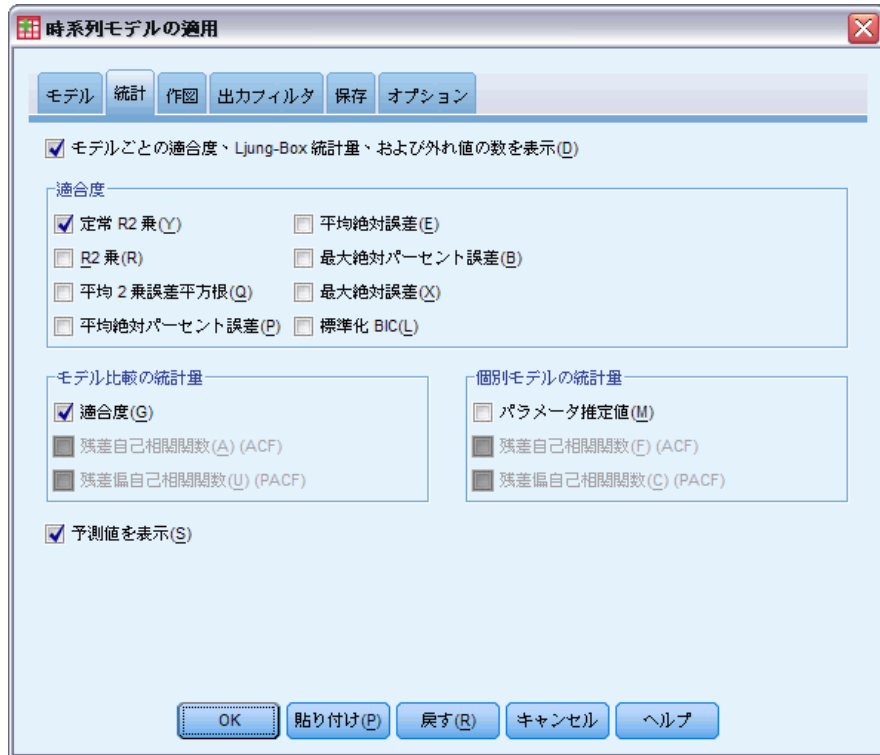 時系列モデルの適用
モデル 統計 作図 出力フィルタ 保存 オプション
モデルごとの適合度、Ljung-Box 統計量、および外れ値の数を表示(D)
適合度
定常 R2 乗(Y) 平均絶対誤差(E)
R2 乗(R) 最大絶対パーセント誤差(B)
平均 2 乗誤差平方根(Q) 最大絶対誤差(X)
平均絶対パーセント誤差(P) 標準化 BIC(L)
モデル比較の統計量 個別モデルの統計量
適合度(G) パラメータ推定値(M)
残差自己相関関数(A) (ACF) 残差自己相関関数(F) (ACF)
残差偏自己相関関数(U) (PACF) 残差偏自己相関関数(C) (PACF)
予測値を表示(S)
OK 貼り付け(P) 戻す(R) キャンセル ヘルプ